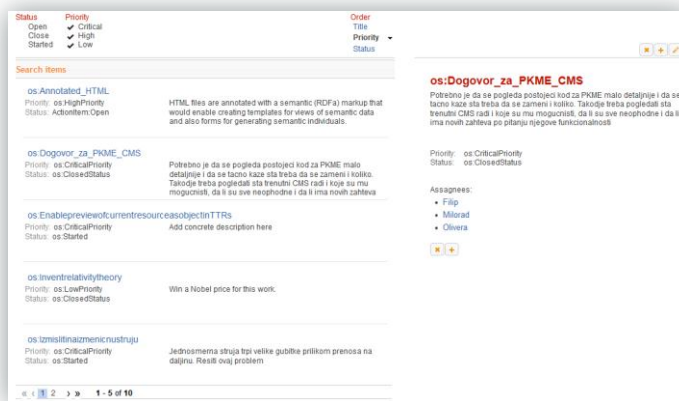 Status
Open
Close
Started
Priority
Critical
High
Low
Order
Title
Priority
Status
Search items
os:Annotated_HTML
Priority: os:HighPriority
Status: ActionItem:Open
HTML files are annotated with a semantic (RDFa) markup that
would enable creating templates for views of semantic data
and also forms for generating semantic individuals.
os:Dogovor_za_PKME_CMS
Priority: os:CriticalPriority
Status: os:ClosedStatus
Potrebno je da se pogleda postojeci kod za PKME malo
detaljnije i da se tacno kaze sta treba da se zameni i koliko.
Takodje treba pogledati sta trenutni CMS radi i koje su mu
mogucnisti, da li su sve neophodne i da li ima novih zahteva
os:EnablepreviewofcurrentresourceasobjectinTTRs
Priority: os:CriticalPriority
Status: os:Started
Add concrete description here
os:Inventrelativitytheory
Priority: os:LowPriority
Status: os:ClosedStatus
Win a Nobel price for this work.
os:Izmislitinaizmenicnustruju
Priority: os:CriticalPriority
Status: os:Started
Jednosmerna struja trpi velike gubitke prilikom prenosa na
daljinu. Resiti ovaj problem
« ‹ 1 2 › » 1 - 5 of 10
os:Dogovor_za_PKME_CMS
Potrebno je da se pogleda postojeci kod za PKME malo detaljnije i da se
tacno kaze sta treba da se zameni i koliko. Takodje treba pogledati sta
trenutni CMS radi i koje su mu mogucnisti, da li su sve neophodne i da li
ima novih zahteva po pitanju njegove funkcionalnosti
Priority: os:CriticalPriority
Status: os:ClosedStatus
Assagnees:
• Filip
• Milorad
• Olivera